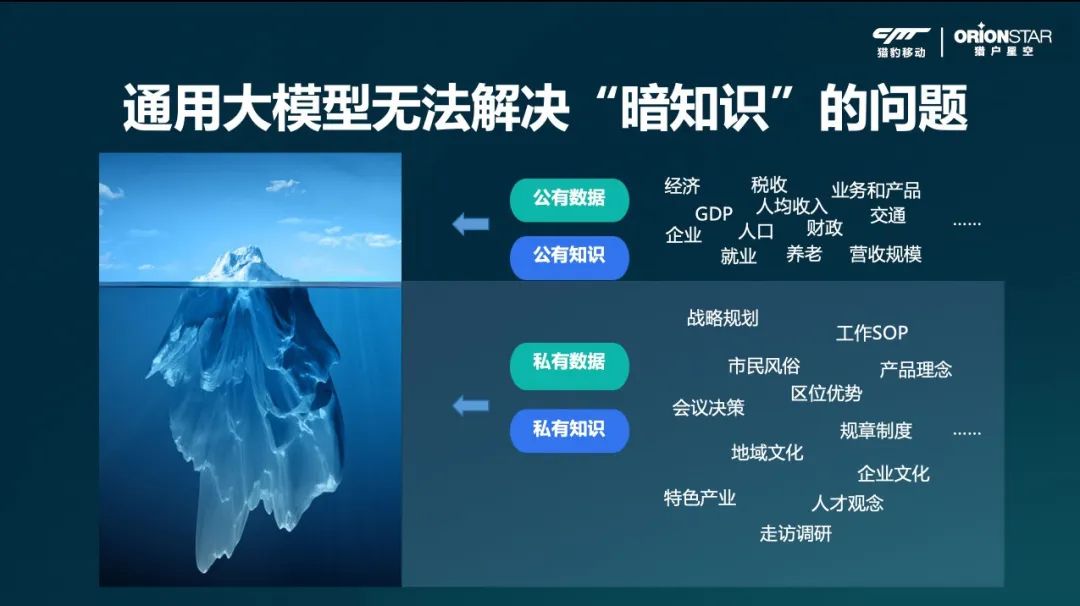 猎豹移动
ORIONSTAR
猎户星空
通用大模型无法解决“暗知识”的问题
公有数据
公有知识
经济 税收 业务和产品
GDP 人均收入 交通
企业 人口 财政 ……
就业 养老 营收规模
私有数据
私有知识
战略规划
工作SOP
市民风俗 产品理念
会议决策 区位优势
规章制度 ……
地域文化
企业文化
特色产业 人才观念
走访调研